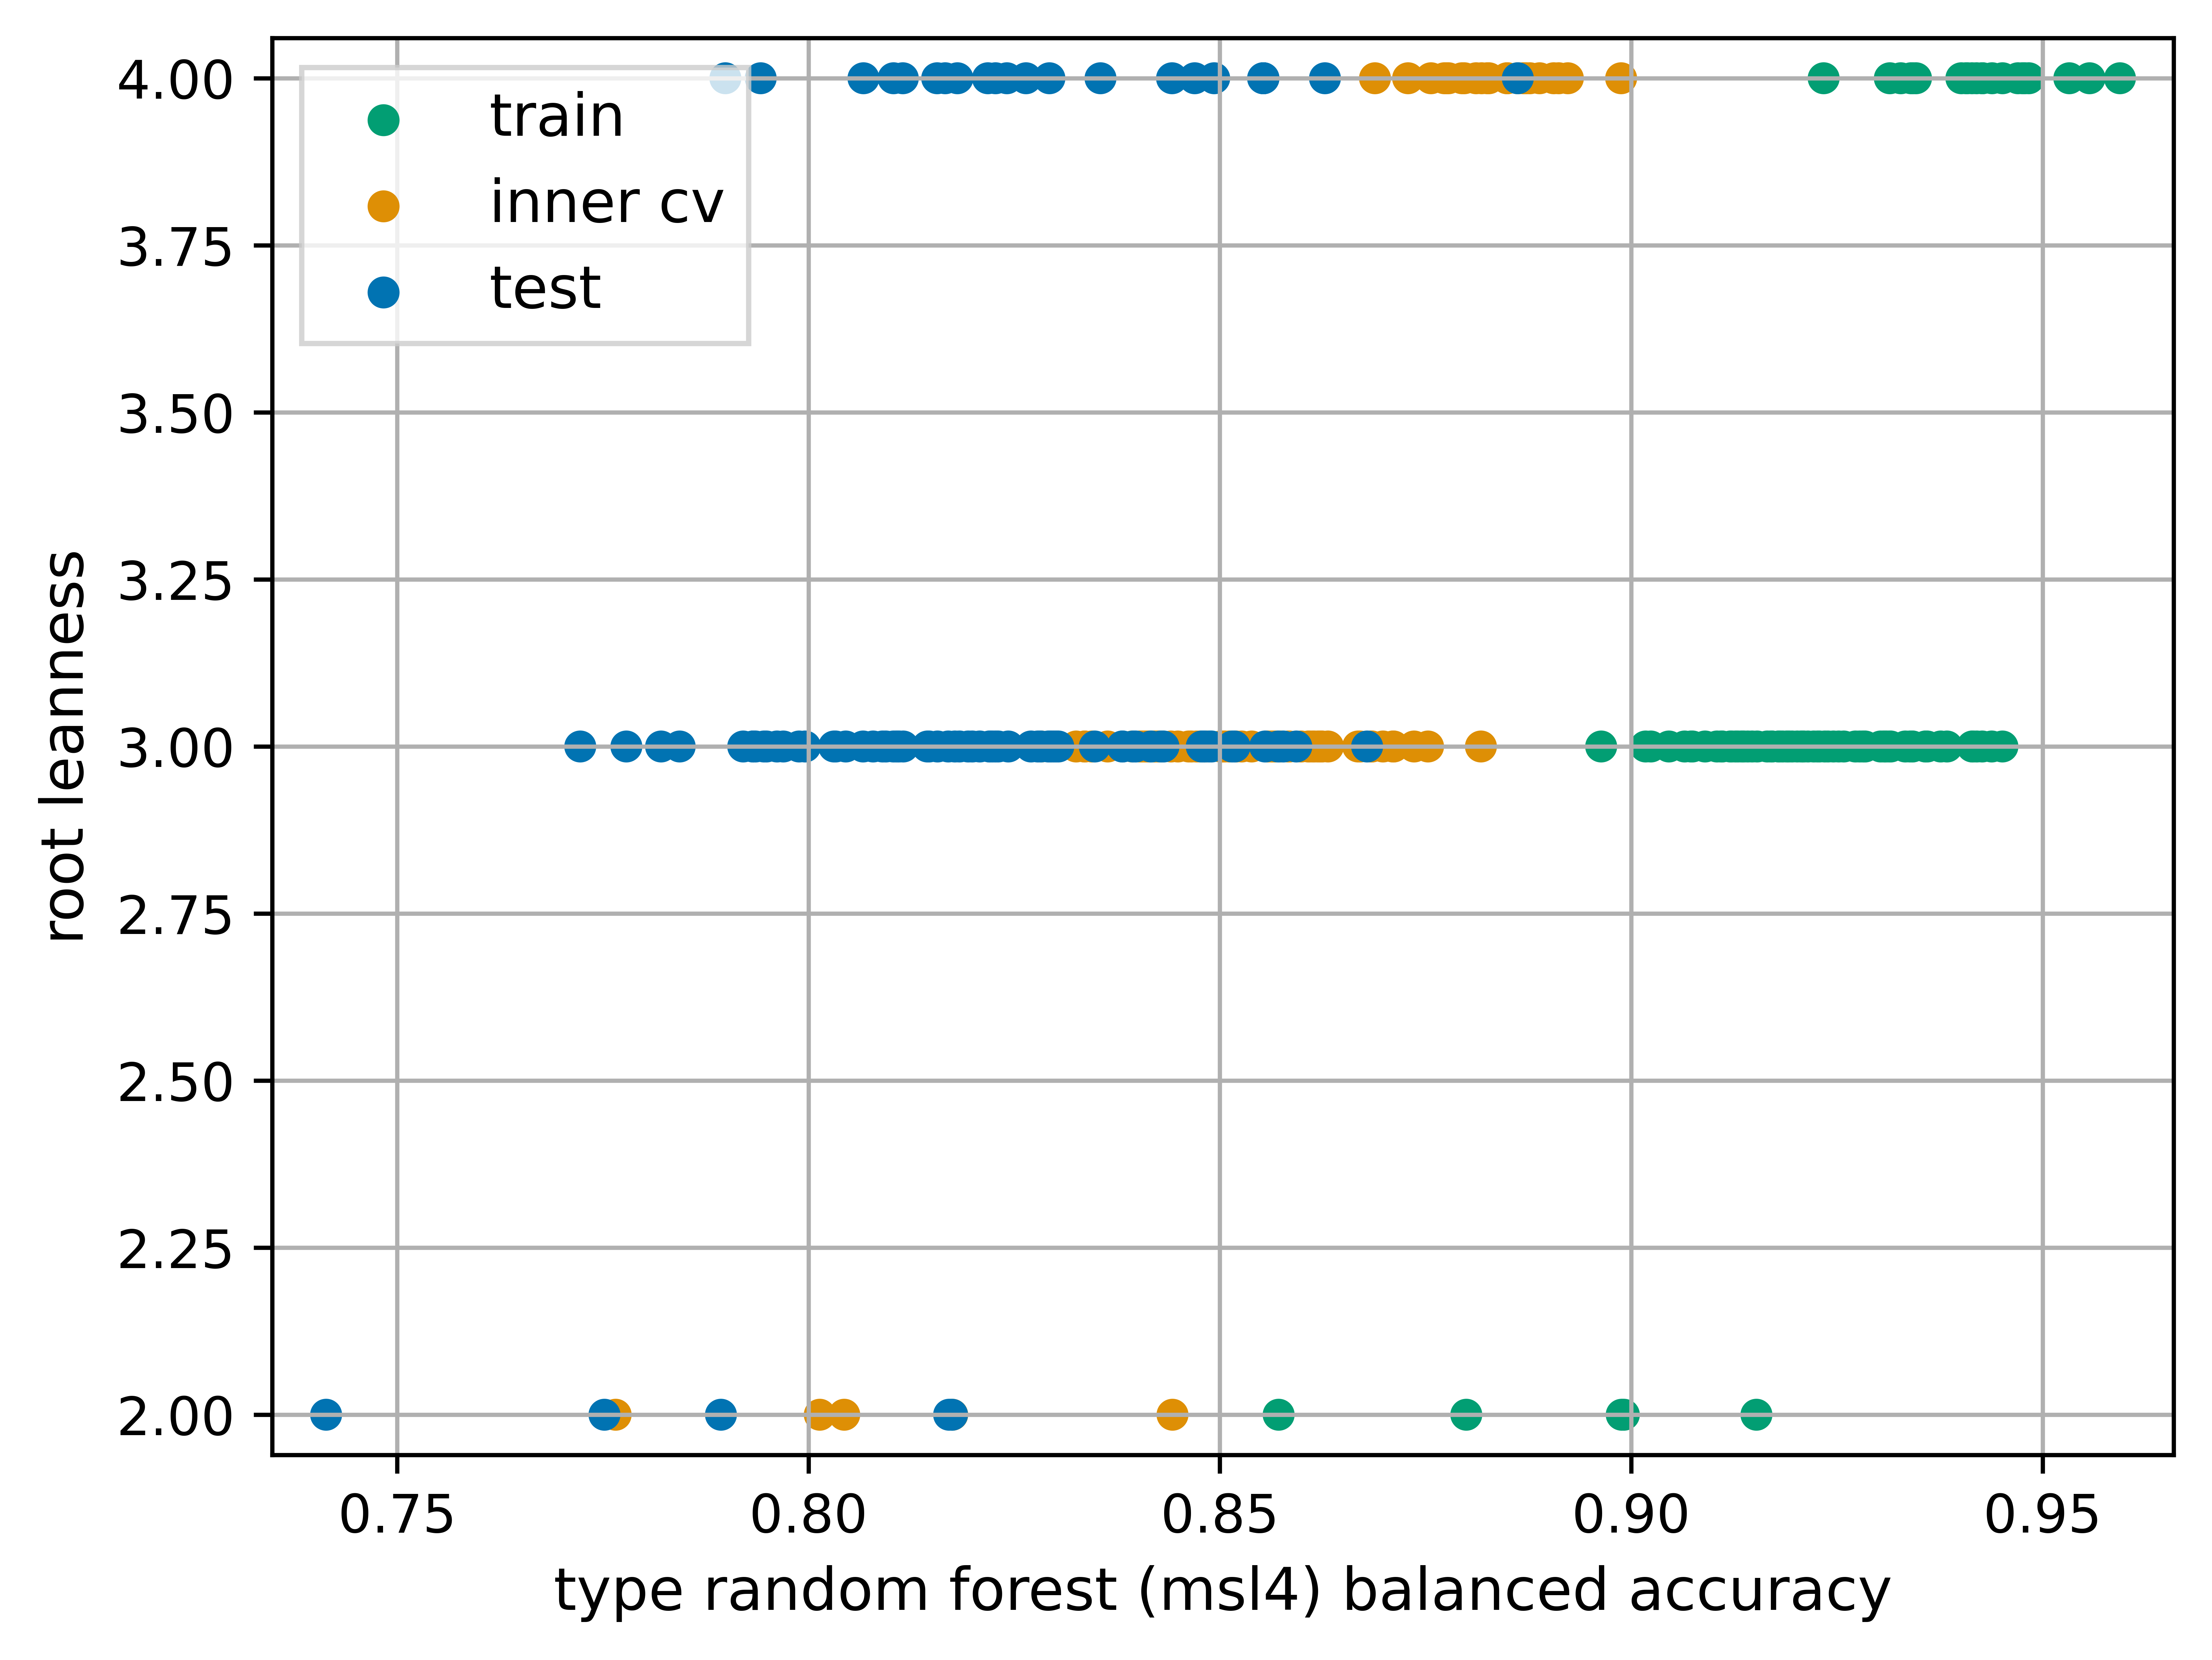 4.00
3.75
3.50
3.25
3.00
2.75
2.50
2.25
2.00
root leanness
train
inner cv
test
0.75 0.80 0.85 0.90 0.95
type random forest (msl4) balanced accuracy